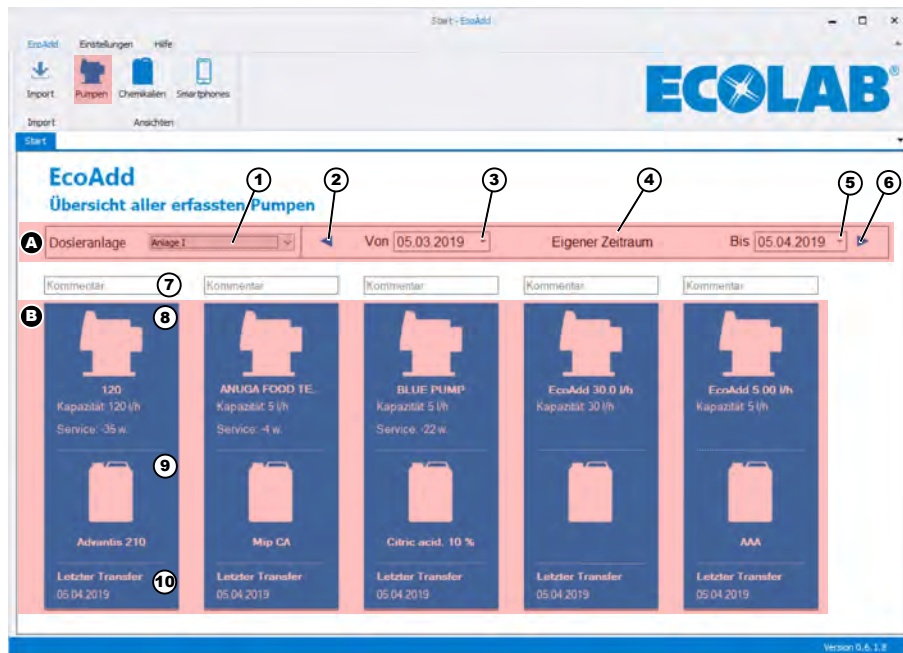 Start - EcoAdd
EcoAdd Einstellungen Hilfe
Import Pumpen Chemikalien Smartphones
Import Ansichten
ECOLAB®
Start
EcoAdd
Übersicht aller erfassten Pumpen
1 2 3 4 5 6
A Dosieranlage Anlage I Von 05.03.2019 Eigener Zeitraum Bis 05.04.2019
Kommentar 7 Kommentar Kommentar Kommentar Kommentar
B 8
120 ANUGA FOOD TE... BLUE PUMP EcoAdd 30.0 l/h EcoAdd 5.00 l/h
Kapazität: 120 l/h Kapazität: 5 l/h Kapazität: 5 l/h Kapazität: 30 l/h Kapazität: 5 l/h
Service: -35 w. Service: -4 w. Service: -22 w.
9
Advantis 210 Mip CA Citric acid. 10 % AAA
Letzter Transfer 10 Letzter Transfer Letzter Transfer Letzter Transfer Letzter Transfer
05.04.2019 05.04.2019 05.04.2019 05.04.2019 05.04.2019
Version 0.6.1.8